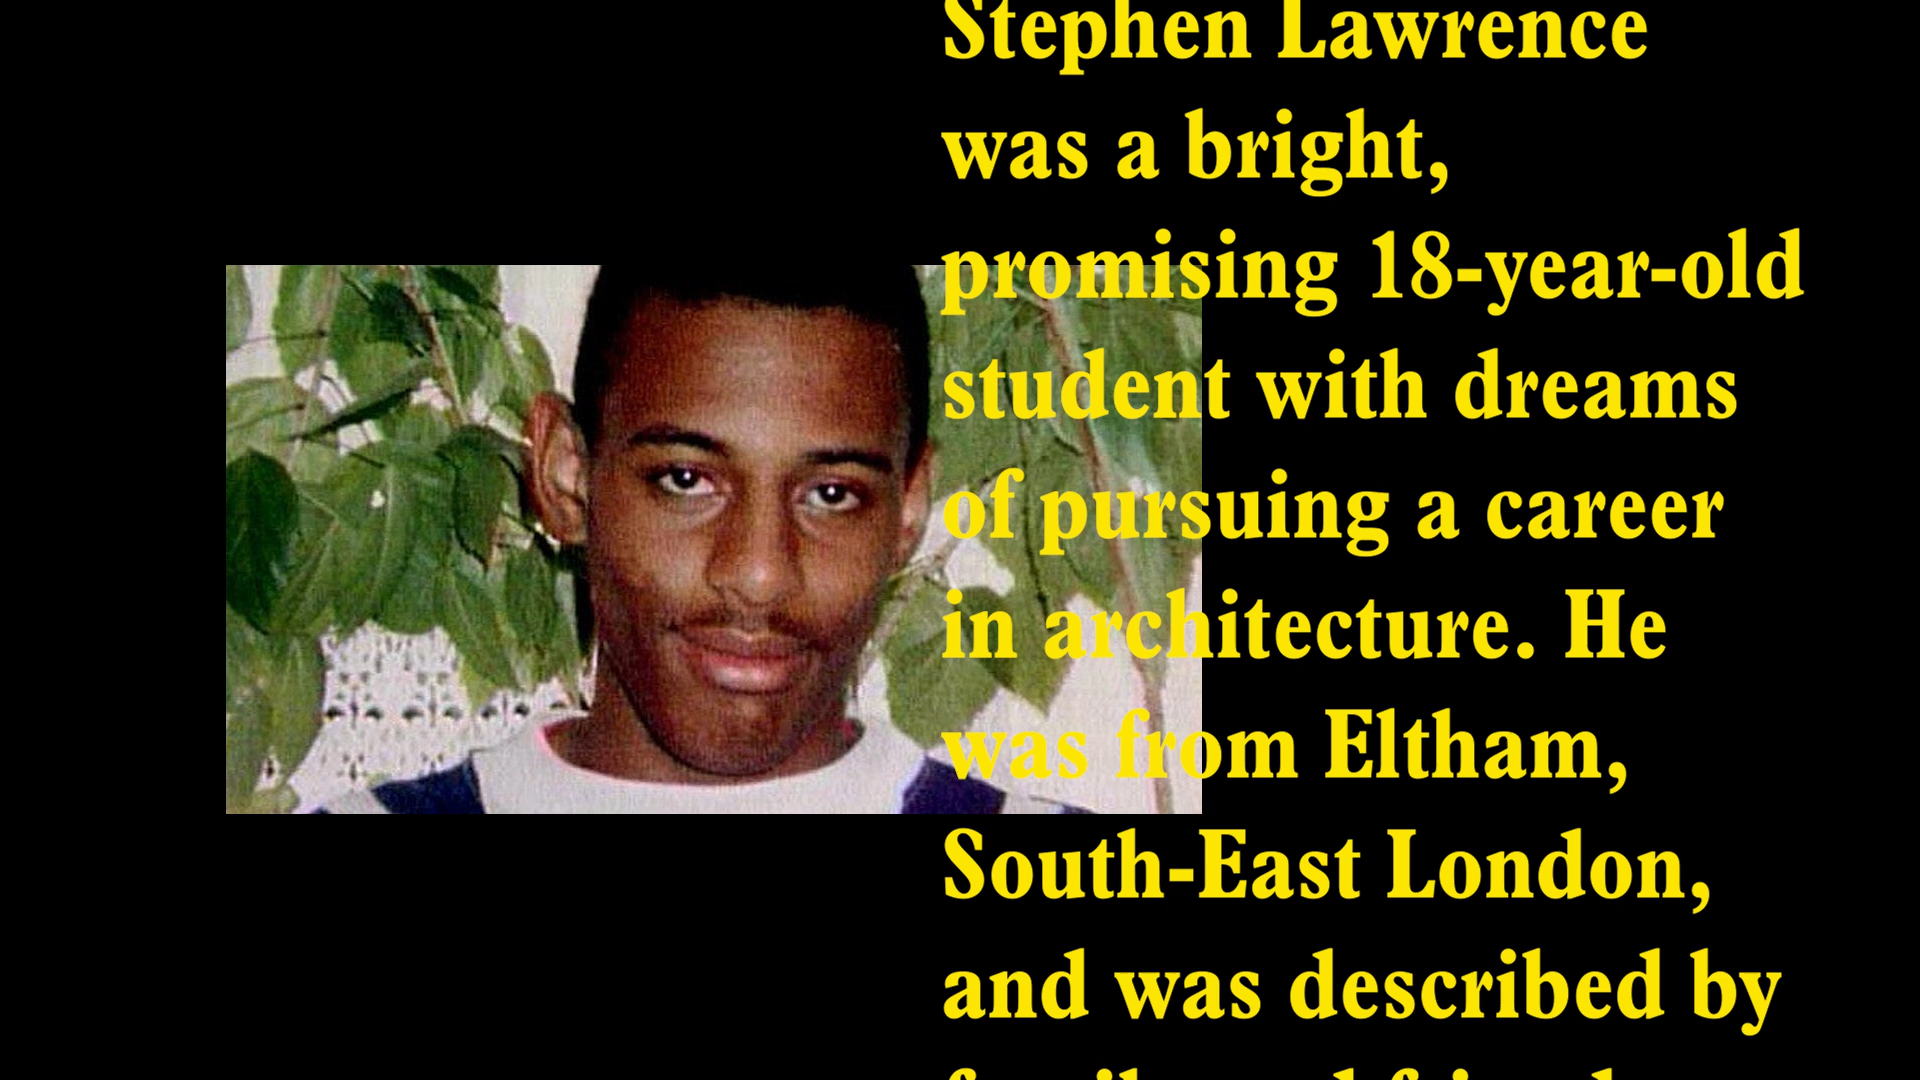 Stephen Lawrence
was a bright,
promising 18-year-old
student with dreams
of pursuing a career
in architecture. He
was from Eltham,
South-East London,
and was described by